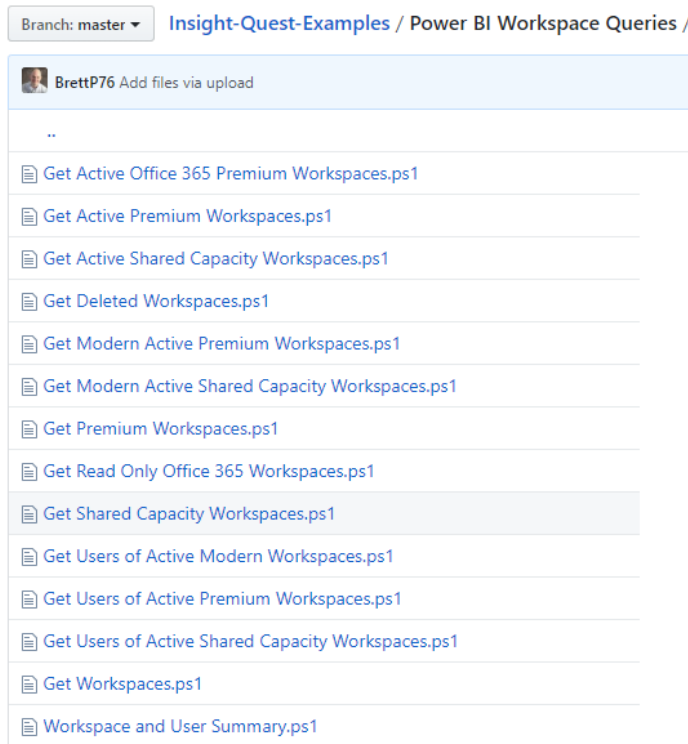 Branch: master Insight-Quest-Examples / Power BI Workspace Queries /
BrettP76 Add files via upload
..
Get Active Office 365 Premium Workspaces.ps1
Get Active Premium Workspaces.ps1
Get Active Shared Capacity Workspaces.ps1
Get Deleted Workspaces.ps1
Get Modern Active Premium Workspaces.ps1
Get Modern Active Shared Capacity Workspaces.ps1
Get Premium Workspaces.ps1
Get Read Only Office 365 Workspaces.ps1
Get Shared Capacity Workspaces.ps1
Get Users of Active Modern Workspaces.ps1
Get Users of Active Premium Workspaces.ps1
Get Users of Active Shared Capacity Workspaces.ps1
Get Workspaces.ps1
Workspace and User Summary.ps1